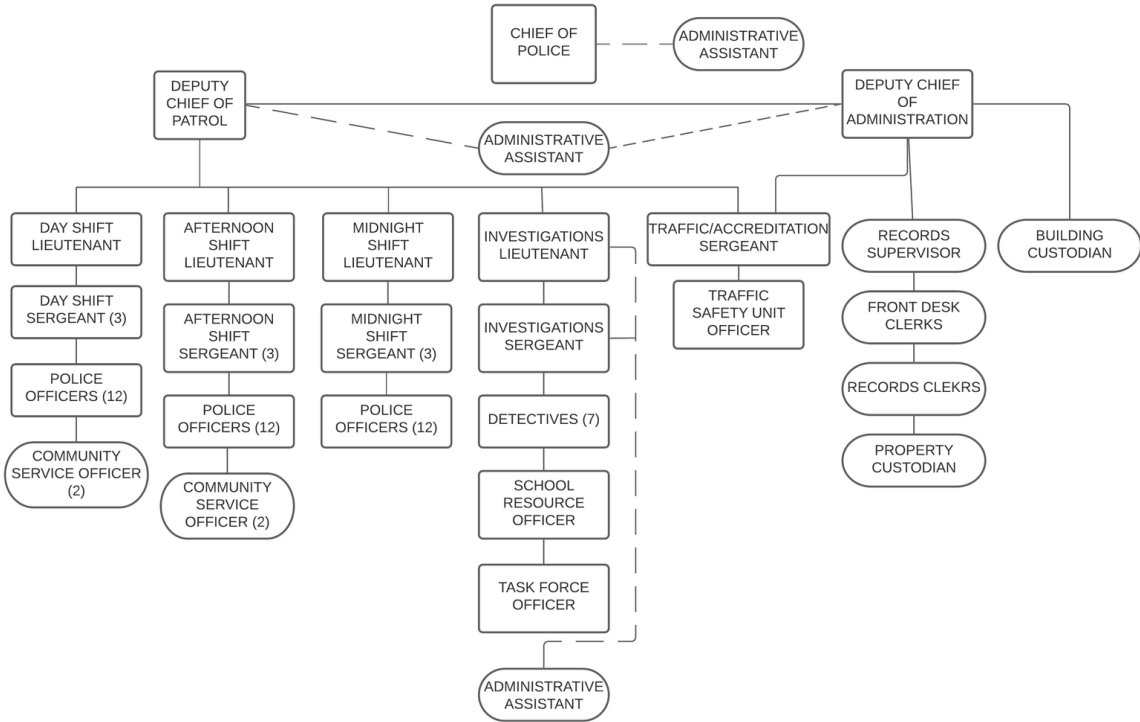 CHIEF OF
POLICE
ADMINISTRATIVE
ASSISTANT
DEPUTY
CHIEF OF
PATROL
DEPUTY CHIEF
OF
ADMINISTRATION
ADMINISTRATIVE
ASSISTANT
DAY SHIFT
LIEUTENANT
AFTERNOON
SHIFT
LIEUTENANT
MIDNIGHT
SHIFT
LIEUTENANT
INVESTIGATIONS
LIEUTENANT
TRAFFIC/ACCREDITATION
SERGEANT
RECORDS
SUPERVISOR
BUILDING
CUSTODIAN
DAY SHIFT
SERGEANT (3)
AFTERNOON
SHIFT
SERGEANT (3)
MIDNIGHT
SHIFT
SERGEANT (3)
INVESTIGATIONS
SERGEANT
TRAFFIC
SAFETY UNIT
OFFICER
FRONT DESK
CLERKS
POLICE
OFFICERS (12)
POLICE
OFFICERS (12)
POLICE
OFFICERS (12)
DETECTIVES (7)
RECORDS CLEKRS
COMMUNITY
SERVICE OFFICER
(2)
COMMUNITY
SERVICE
OFFICER (2)
SCHOOL
RESOURCE
OFFICER
PROPERTY
CUSTODIAN
TASK FORCE
OFFICER
ADMINISTRATIVE
ASSISTANT